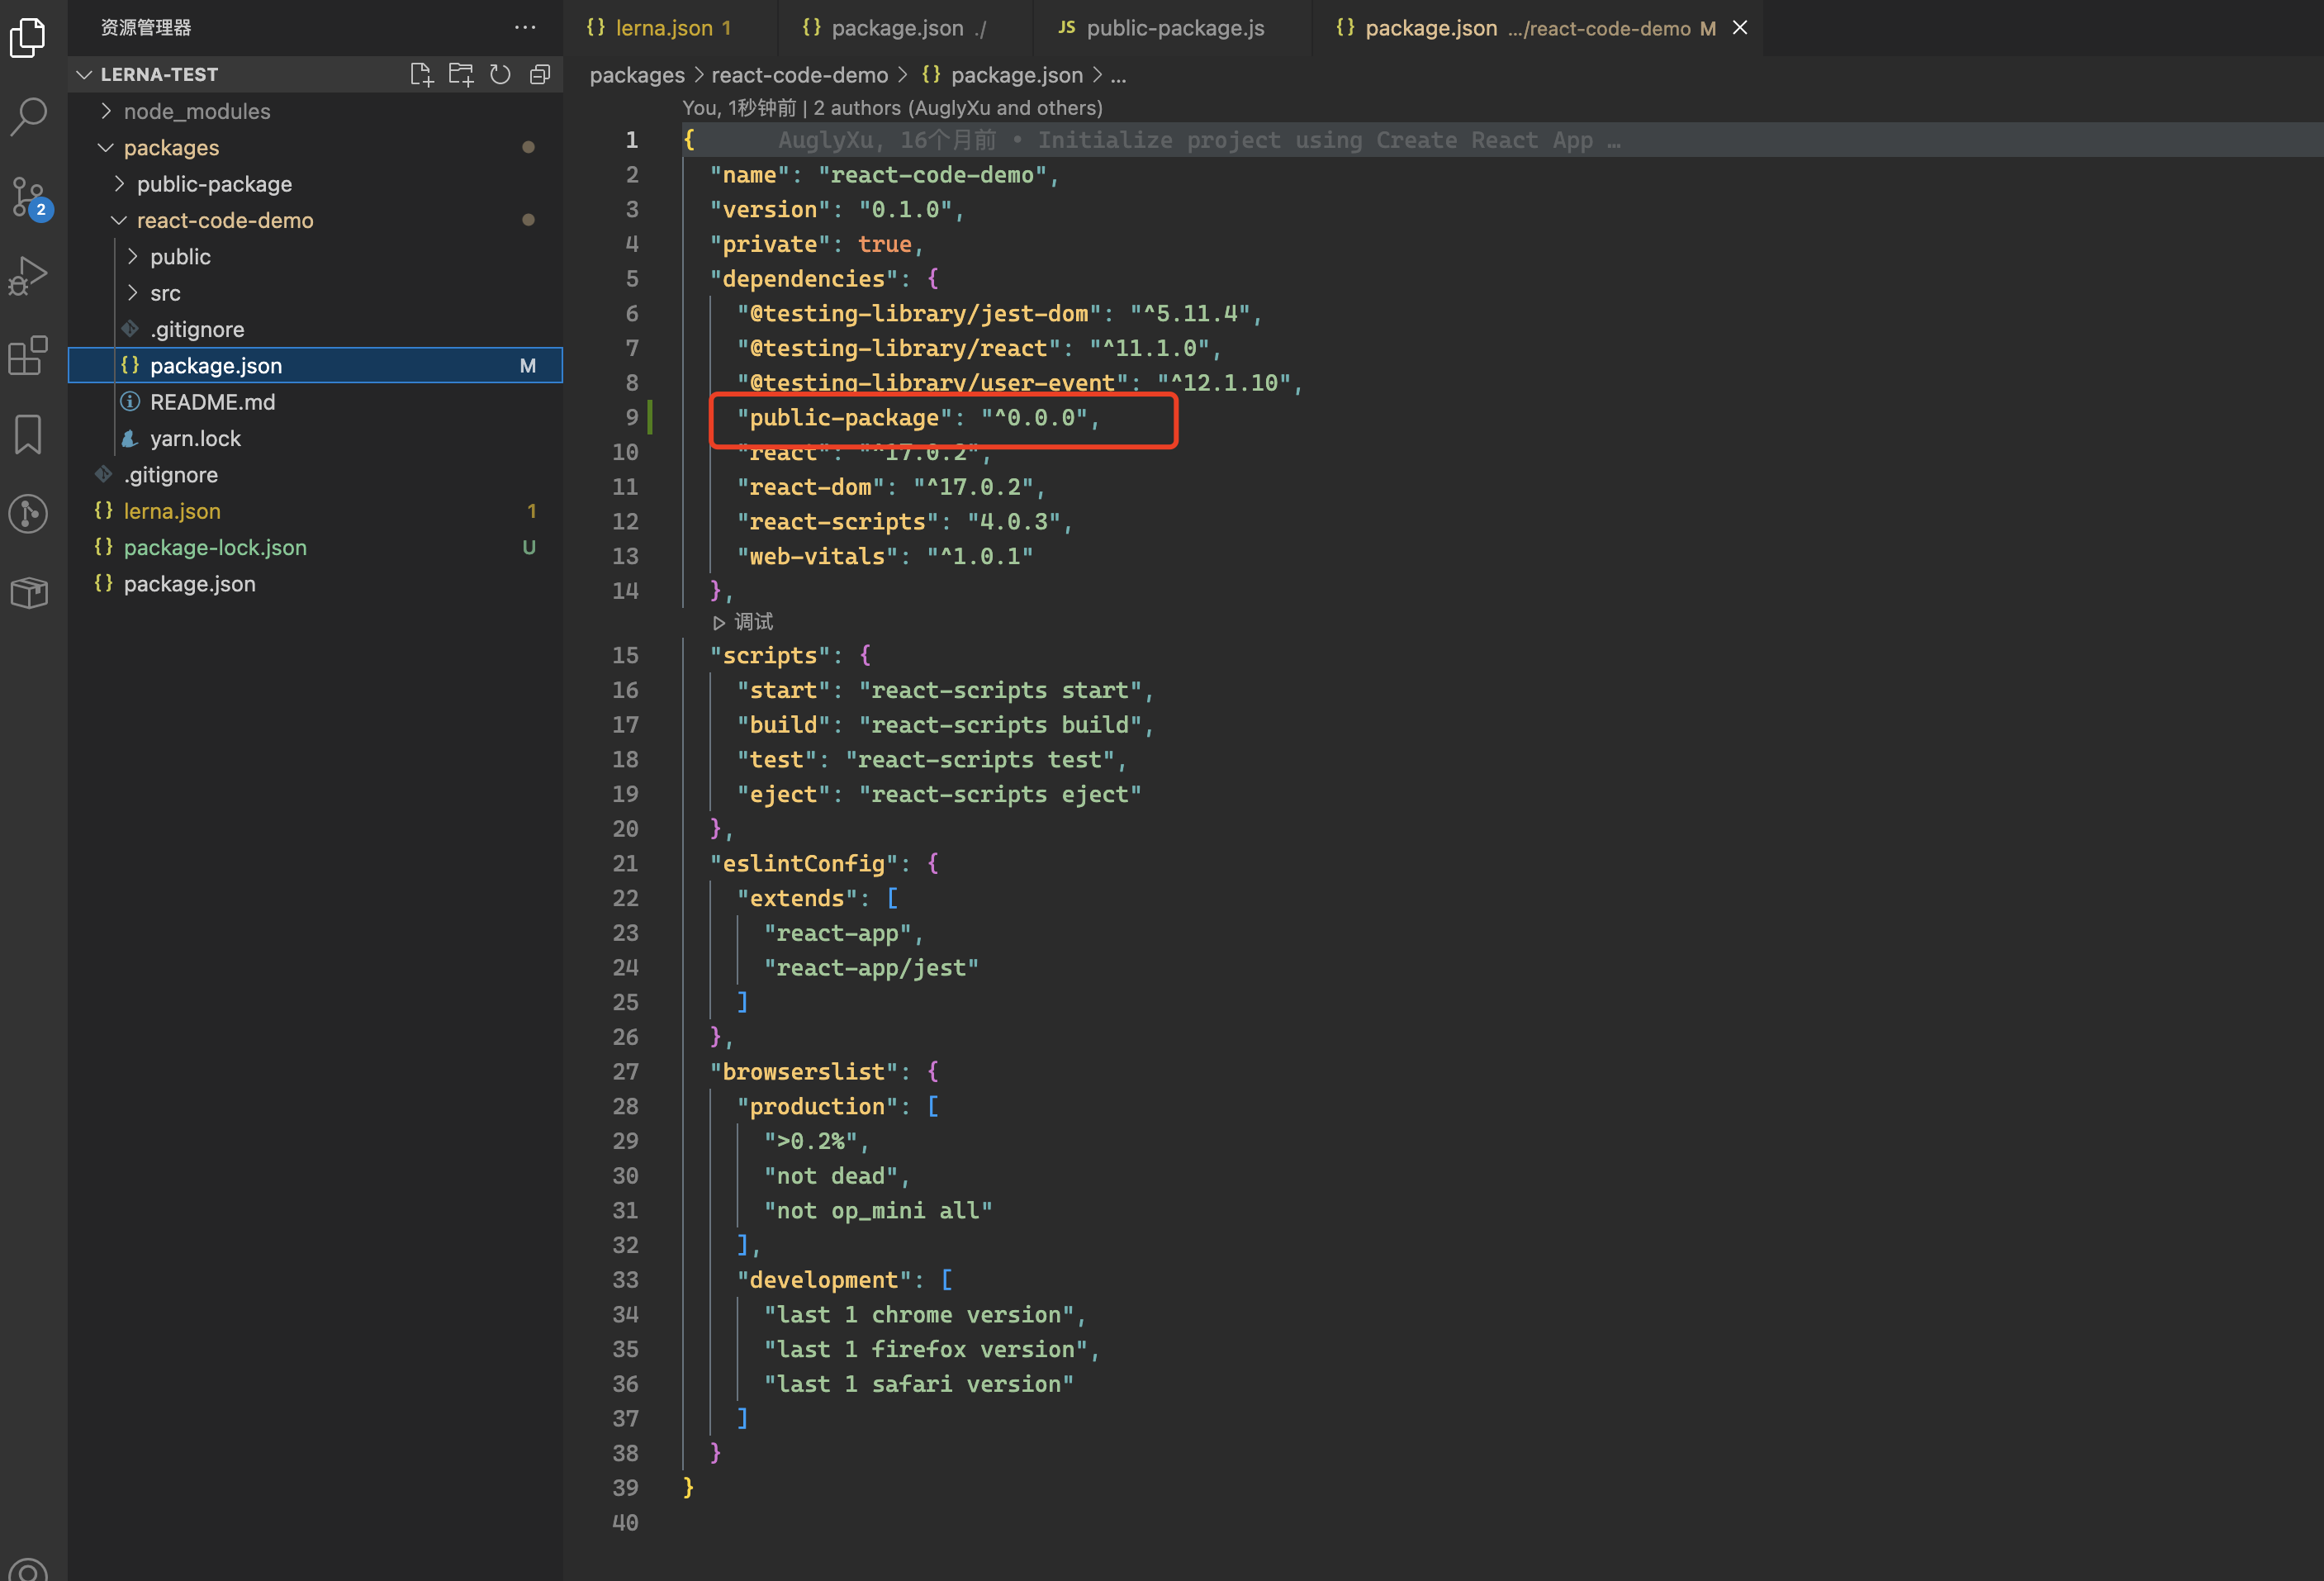 资源管理器
LERNA-TEST
node_modules
packages
public-package
react-code-demo
public
src
.gitignore
package.json M
README.md
yarn.lock
.gitignore
lerna.json 1
package-lock.json U
package.json
2
lerna.json 1
package.json ./
JS public-package.js
package.json .../react-code-demo M
packages > react-code-demo > {} package.json > ...
You, 1秒钟前 | 2 authors (AuglyXu and others)
1 { AuglyXu, 16个月前 • Initialize project using Create React App …
2 "name": "react-code-demo",
3 "version": "0.1.0",
4 "private": true,
5 "dependencies": {
6 "@testing-library/jest-dom": "^5.11.4",
7 "@testing-library/react": "^11.1.0",
8 "@testing-library/user-event": "^12.1.10",
9 "public-package": "^0.0.0",
10 "react": "^17.0.2",
11 "react-dom": "^17.0.2",
12 "react-scripts": "4.0.3",
13 "web-vitals": "^1.0.1"
14 },
调试
15 "scripts": {
16 "start": "react-scripts start",
17 "build": "react-scripts build",
18 "test": "react-scripts test",
19 "eject": "react-scripts eject"
20 },
21 "eslintConfig": {
22 "extends": [
23 "react-app",
24 "react-app/jest"
25 ]
26 },
27 "browserslist": {
28 "production": [
29 ">0.2%",
30 "not dead",
31 "not op_mini all"
32 ],
33 "development": [
34 "last 1 chrome version",
35 "last 1 firefox version",
36 "last 1 safari version"
37 ]
38 }
39 }
40